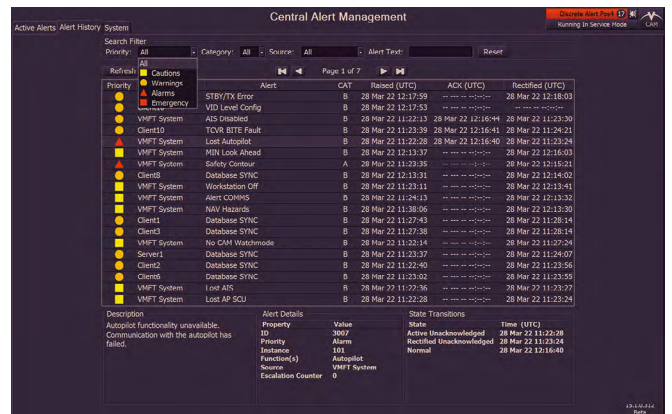 Central Alert Management
Discrete Alert Pos4 17
Running In Service Mode CAM
Active Alerts Alert History System
Search Filter
Priority: All Category: All Source: All Alert Text: Reset
All
Cautions
Warnings
Alarms
Emergency
Refresh Page 1 of 7
Priority Alert CAT Raised (UTC) ACK (UTC) Rectified (UTC)
STBY/TX Error B 28 Mar 22 12:17:59 -- --- -- --:--:-- 28 Mar 22 12:18:03
Client10 VID Level Config B 28 Mar 22 12:17:53 -- --- -- --:--:-- -- --- -- --:--:--
VMFT System AIS Disabled B 28 Mar 22 11:22:13 28 Mar 22 12:16:44 28 Mar 22 11:23:30
Client10 TCVR BITE Fault B 28 Mar 22 11:23:39 28 Mar 22 12:16:41 28 Mar 22 11:24:21
VMFT System Lost Autopilot B 28 Mar 22 11:22:28 28 Mar 22 12:16:40 28 Mar 22 11:23:24
VMFT System MIN Look Ahead B 28 Mar 22 12:13:37 -- --- -- --:--:-- 28 Mar 22 12:16:03
VMFT System Safety Contour A 28 Mar 22 11:23:35 -- --- -- --:--:-- 28 Mar 22 12:15:21
Client8 Database SYNC B 28 Mar 22 12:13:31 -- --- -- --:--:-- 28 Mar 22 12:14:02
VMFT System Workstation Off B 28 Mar 22 11:23:11 -- --- -- --:--:-- 28 Mar 22 12:13:41
VMFT System Alert COMMS B 28 Mar 22 11:24:13 -- --- -- --:--:-- 28 Mar 22 12:13:32
VMFT System NAV Hazards B 28 Mar 22 11:38:06 -- --- -- --:--:-- 28 Mar 22 12:13:30
Client1 Database SYNC B 28 Mar 22 11:27:43 -- --- -- --:--:-- 28 Mar 22 11:28:14
Client3 Database SYNC B 28 Mar 22 11:27:38 -- --- -- --:--:-- 28 Mar 22 11:28:14
VMFT System No CAM Watchmode B 28 Mar 22 11:22:14 -- --- -- --:--:-- 28 Mar 22 11:27:24
Server1 Database SYNC B 28 Mar 22 11:23:37 -- --- -- --:--:-- 28 Mar 22 11:24:07
Client2 Database SYNC B 28 Mar 22 11:22:40 -- --- -- --:--:-- 28 Mar 22 11:23:56
Client6 Database SYNC B 28 Mar 22 11:23:02 -- --- -- --:--:-- 28 Mar 22 11:23:55
VMFT System Lost AIS B 28 Mar 22 11:22:36 -- --- -- --:--:-- 28 Mar 22 11:23:27
VMFT System Lost AP SCU B 28 Mar 22 11:22:28 -- --- -- --:--:-- 28 Mar 22 11:23:24
Description
Autopilot functionality unavailable.
Communication with the autopilot has
failed.
Alert Details
Property Value
ID 3007
Priority Alarm
Instance 101
Function(s) Autopilot
Source VMFT System
Escalation Counter 0
State Transitions
State Time (UTC)
Active Unacknowledged 28 Mar 22 11:22:28
Rectified Unacknowledged 28 Mar 22 11:23:24
Normal 28 Mar 22 12:16:40
Beta